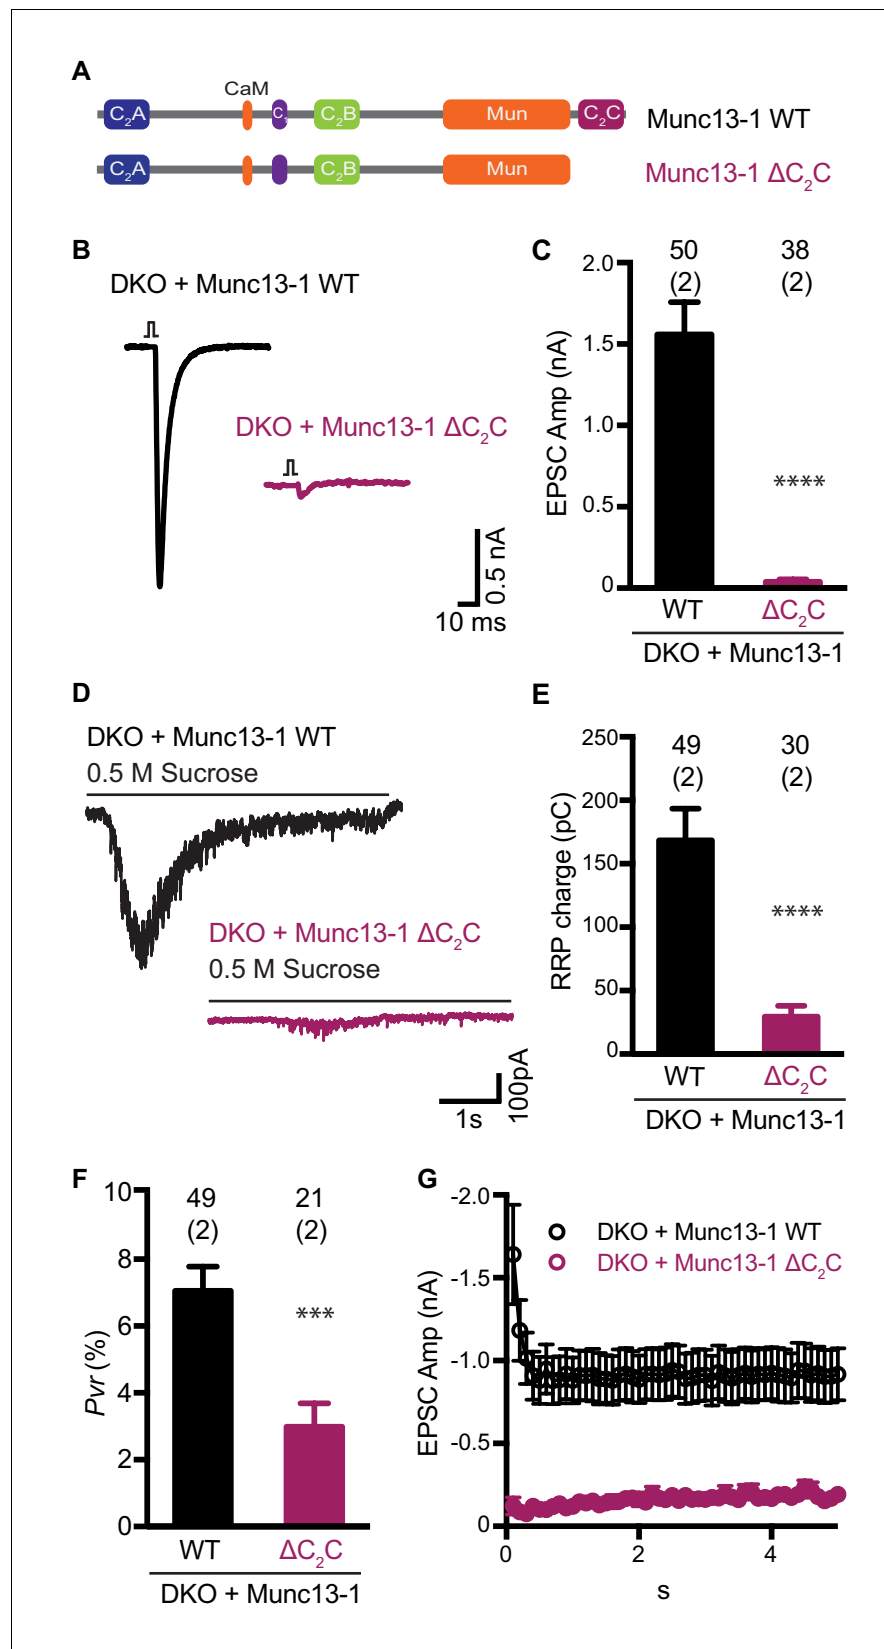 A
CaM
C₂A C₁ C₂B Mun C₂C Munc13-1 WT
C₂A C₂B Mun Munc13-1 ΔC₂C
B
DKO + Munc13-1 WT
DKO + Munc13-1 ΔC₂C
0.5 nA
10 ms
C
50 38
(2) (2)
EPSC Amp (nA)
2.0
1.5
1.0
0.5
0
****
WT ΔC₂C
DKO + Munc13-1
D
DKO + Munc13-1 WT
0.5 M Sucrose
DKO + Munc13-1 ΔC₂C
0.5 M Sucrose
100pA
1s
E
49 30
(2) (2)
RRP charge (pC)
250
200
150
100
50
0
****
WT ΔC₂C
DKO + Munc13-1
F
49 21
(2) (2)
Pvr (%)
10
8
6
4
2
0
***
WT ΔC₂C
DKO + Munc13-1
G
DKO + Munc13-1 WT
DKO + Munc13-1 ΔC₂C
EPSC Amp (nA)
-2.0
-1.5
-1.0
-0.5
0
0 2 4
s